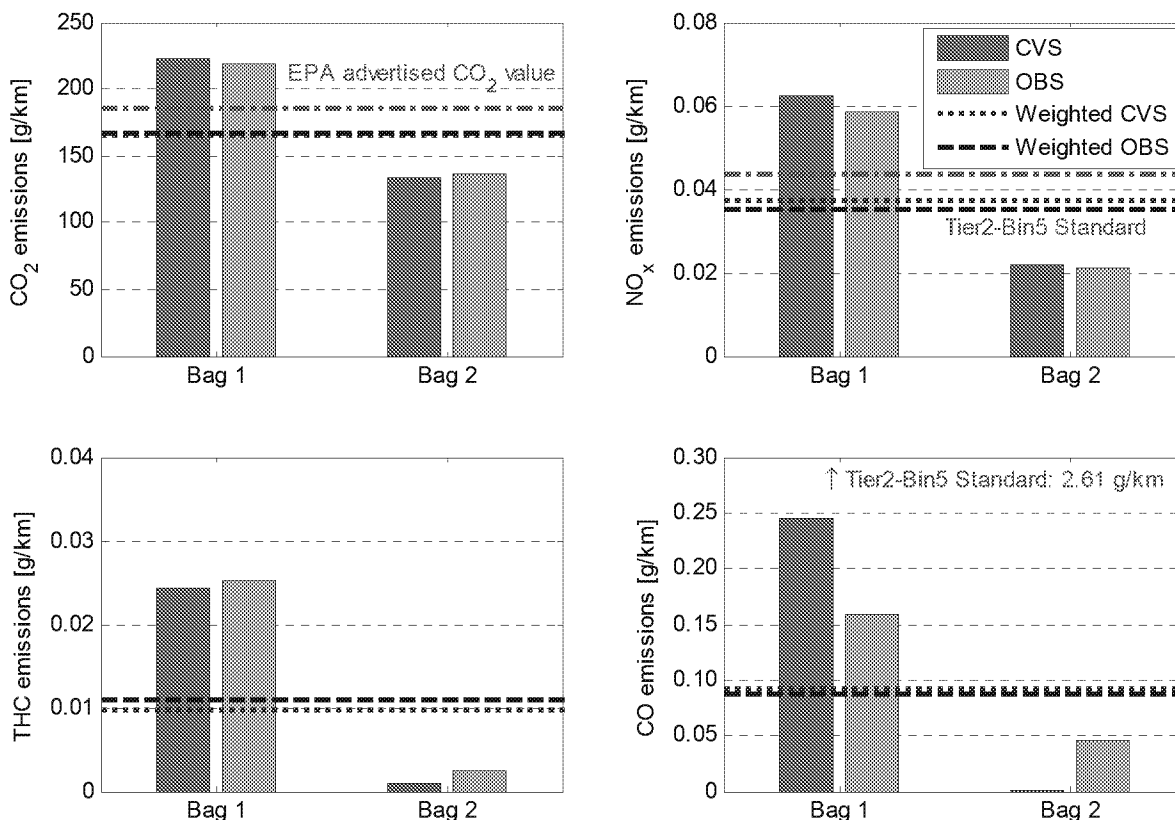 CO2 emissions [g/km]
250
200
150
100
50
0
EPA advertised CO2 value
Bag 1 Bag 2
NOx emissions [g/km]
0.08
0.06
0.04
0.02
0
CVS
OBS
Weighted CVS
Weighted OBS
Tier2-Bin5 Standard
Bag 1 Bag 2
THC emissions [g/km]
0.04
0.03
0.02
0.01
0
Bag 1 Bag 2
CO emissions [g/km]
0.30
0.25
0.20
0.15
0.10
0.05
0
↑ Tier2-Bin5 Standard: 2.61 g/km
Bag 1 Bag 2